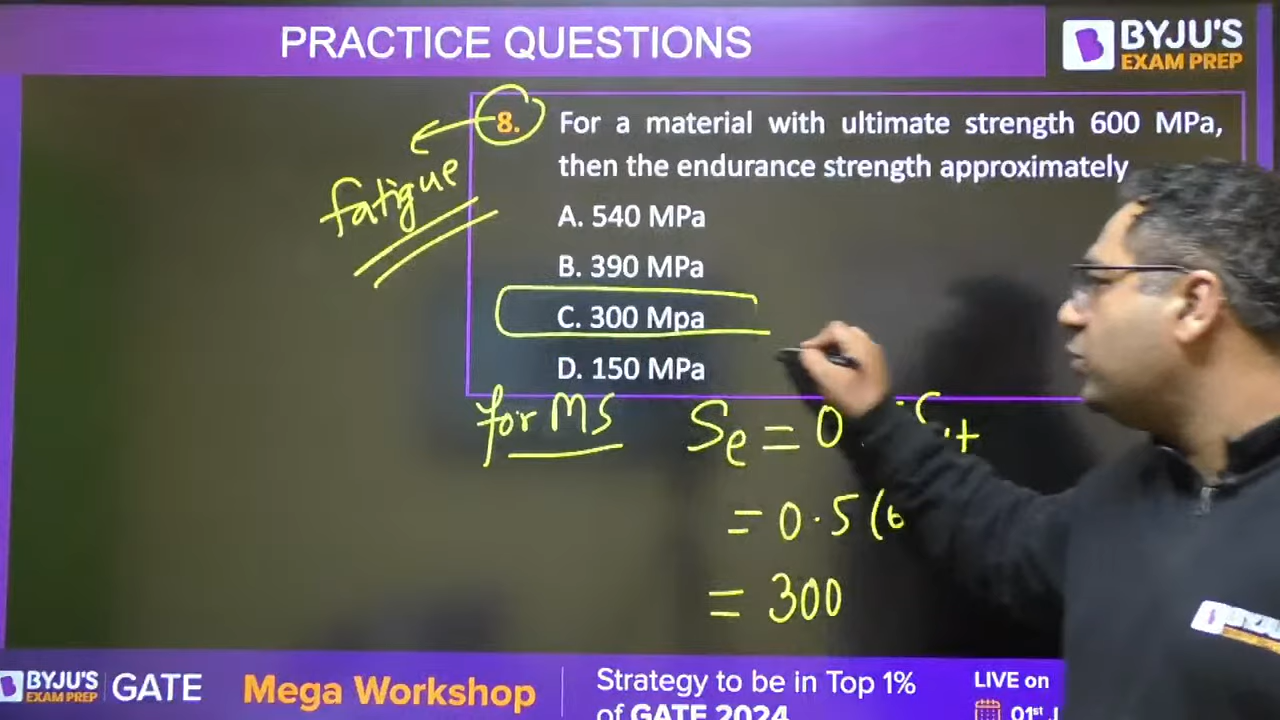 PRACTICE QUESTIONS
BYJU'S
EXAM PREP
8. For a material with ultimate strength 600 MPa,
then the endurance strength approximately
fatigue
A. 540 MPa
B. 390 MPa
C. 300 Mpa
D. 150 MPa
for MS Se = 0
= 0.5 (6
= 300
BYJU'S
EXAM PREP
GATE
Mega Workshop
Strategy to be in Top 1%
of GATE 2024
LIVE on
01st J